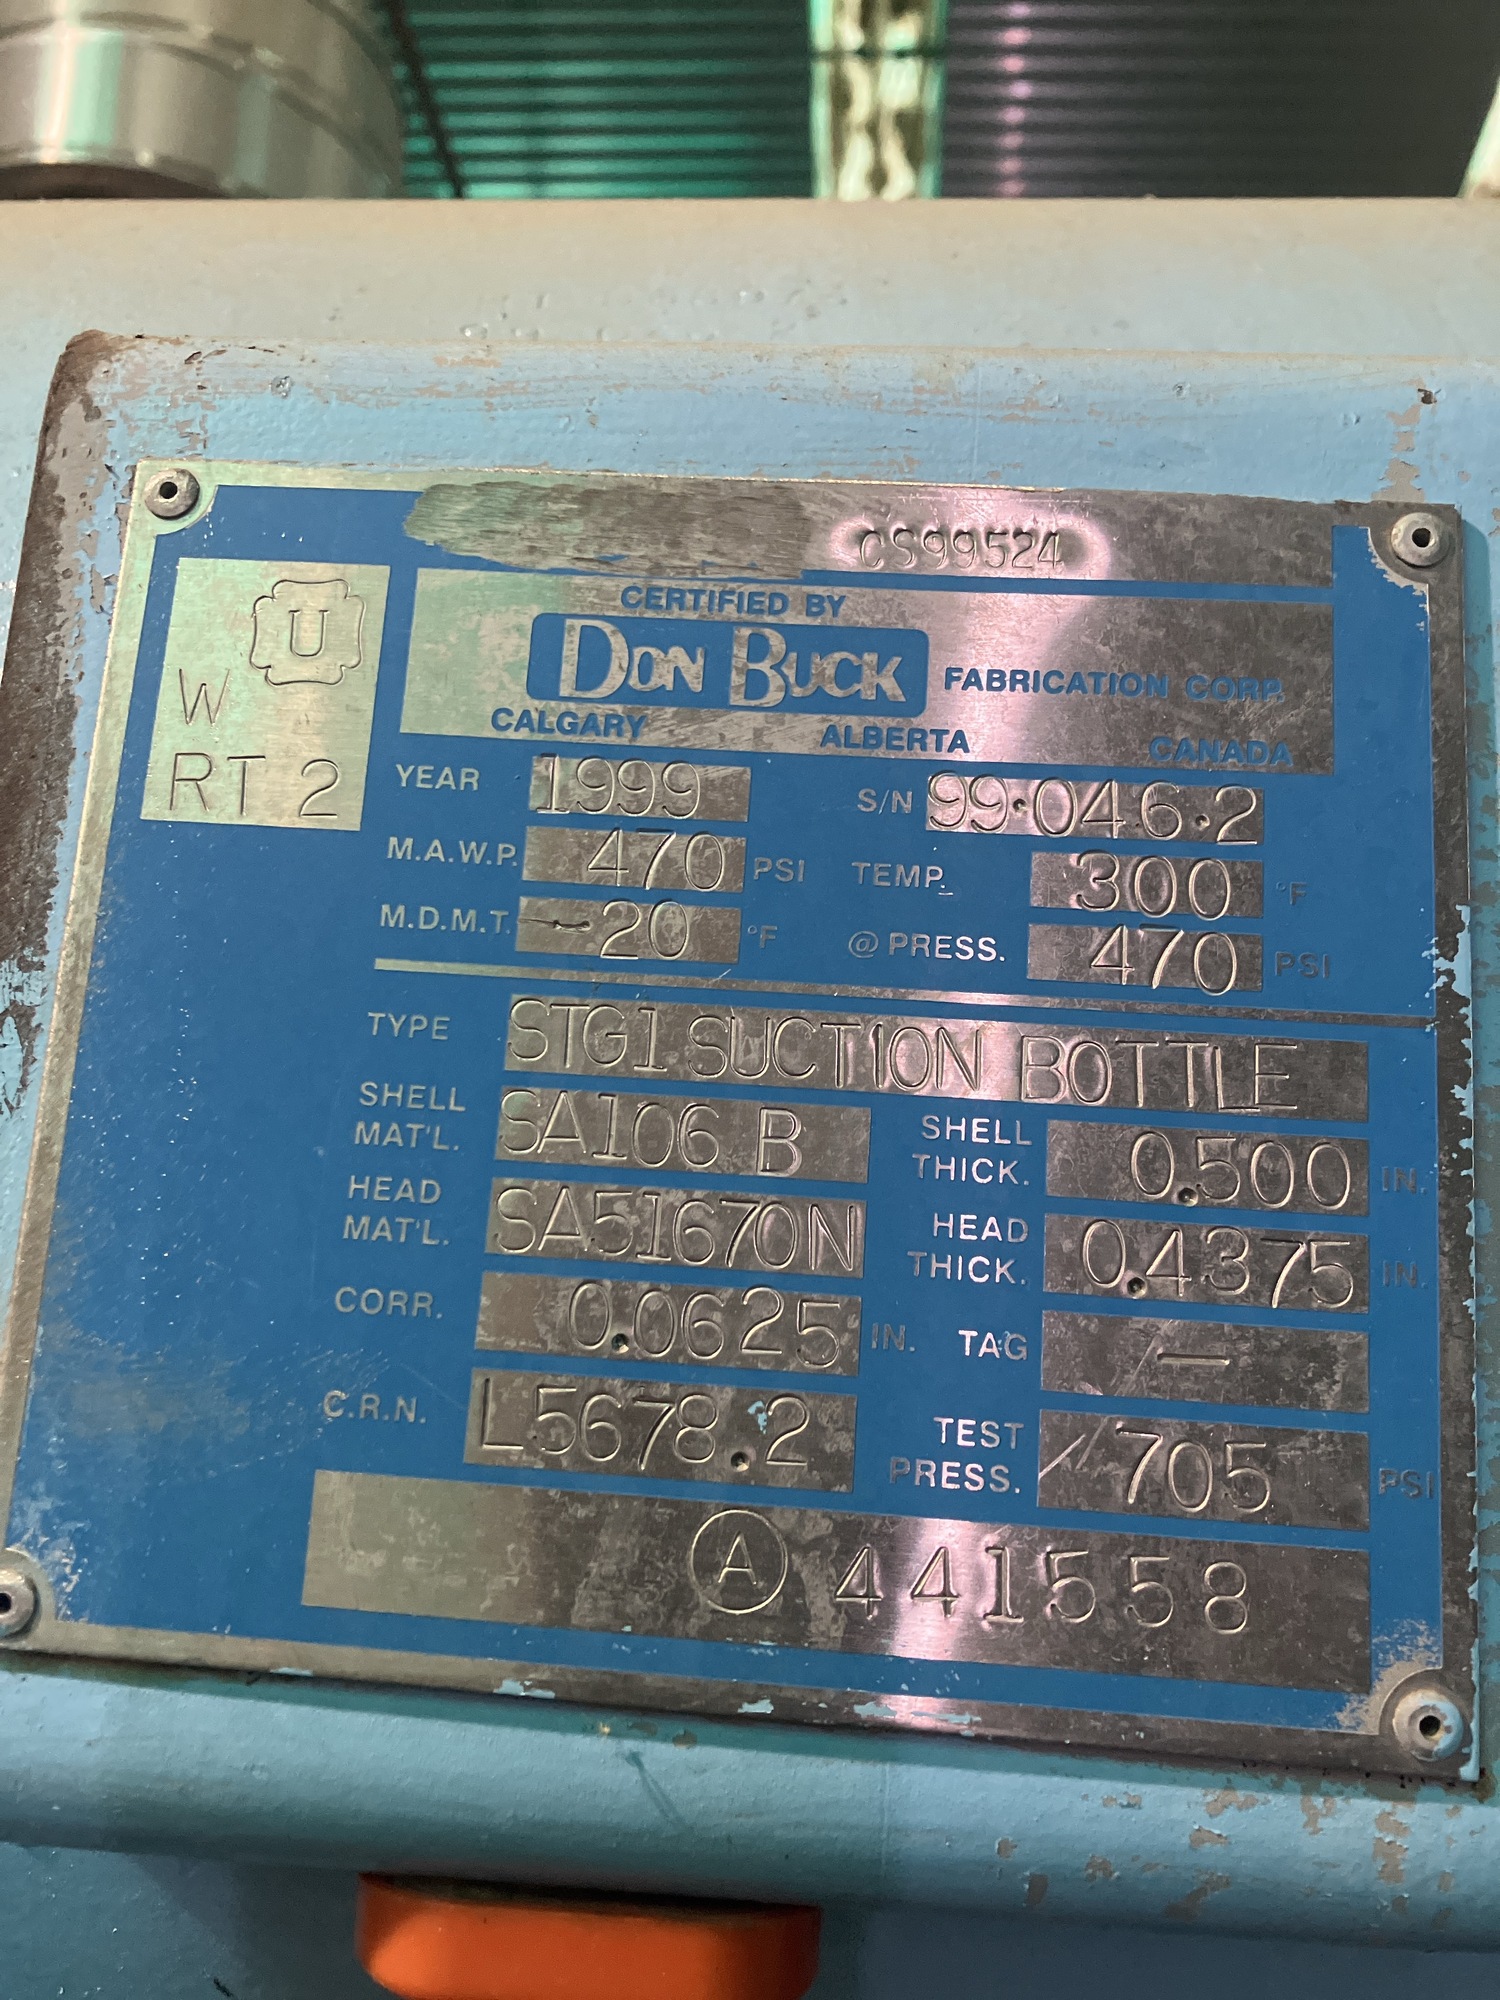 CS99524
U
W
RT 2
CERTIFIED BY
DON BUCK FABRICATION CORP.
CALGARY ALBERTA CANADA
YEAR 1999 S/N 99·046·2
M.A.W.P. 470 PSI TEMP. 300 °F
M.D.M.T. -20 °F @ PRESS. 470 PSI
TYPE STG1 SUCTION BOTTLE
SHELL MAT'L. SA106 B SHELL THICK. 0.500 IN.
HEAD MAT'L. SA51670N HEAD THICK. 0.4375 IN.
CORR. 0.0625 IN. TAG —
C.R.N. L5678.2 TEST PRESS. 705 PSI
A 441558